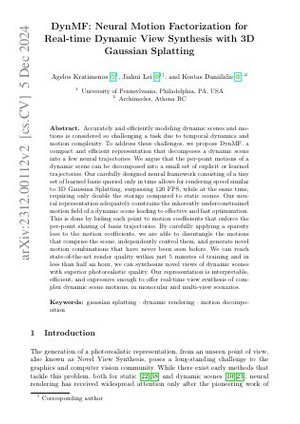 DynMF: Neural Motion Factorization for
Real-time Dynamic View Synthesis with 3D
Gaussian Splatting
Agelos Kratimenos, Jiahui Lei, and Kostas Daniilidis
1 University of Pennsylvania, Philadelphia, PA, USA
2 Archimedes, Athena RC
arXiv:2312.00112v2 [cs.CV] 5 Dec 2024
Abstract. Accurately and efficiently modeling dynamic scenes and mo-
tions is considered so challenging a task due to temporal dynamics and
motion complexity. To address these challenges, we propose DynMF, a
compact and efficient representation that decomposes a dynamic scene
into a few neural trajectories. We argue that the per-point motions of a
dynamic scene can be decomposed into a small set of explicit or learned
trajectories. Our carefully designed neural framework consisting of a tiny
set of learned basis queried only in time allows for rendering speed similar
to 3D Gaussian Splatting, surpassing 120 FPS, while at the same time,
requiring only double the storage compared to static scenes. Our neu-
ral representation adequately constrains the inherently underconstrained
motion field of a dynamic scene leading to effective and fast optimization.
This is done by biding each point to motion coefficients that enforce the
per-point sharing of basis trajectories. By carefully applying a sparsity
loss to the motion coefficients, we are able to disentangle the motions
that comprise the scene, independently control them, and generate novel
motion combinations that have never been seen before. We can reach
state-of-the-art render quality within just 5 minutes of training and in
less than half an hour, we can synthesize novel views of dynamic scenes
with superior photorealistic quality. Our representation is interpretable,
efficient, and expressive enough to offer real-time view synthesis of com-
plex dynamic scene motions, in monocular and multi-view scenarios.
Keywords: gaussian splatting · dynamic rendering · motion decompo-
sition
1 Introduction
The generation of a photorealistic representation, from an unseen point of view,
also known as Novel View Synthesis, poses a long-standing challenge to the
graphics and computer vision community. While there exist early methods that
tackle this problem, both for static and dynamic scenes, neural
rendering has received widespread attention only after the pioneering work of
* Corresponding author